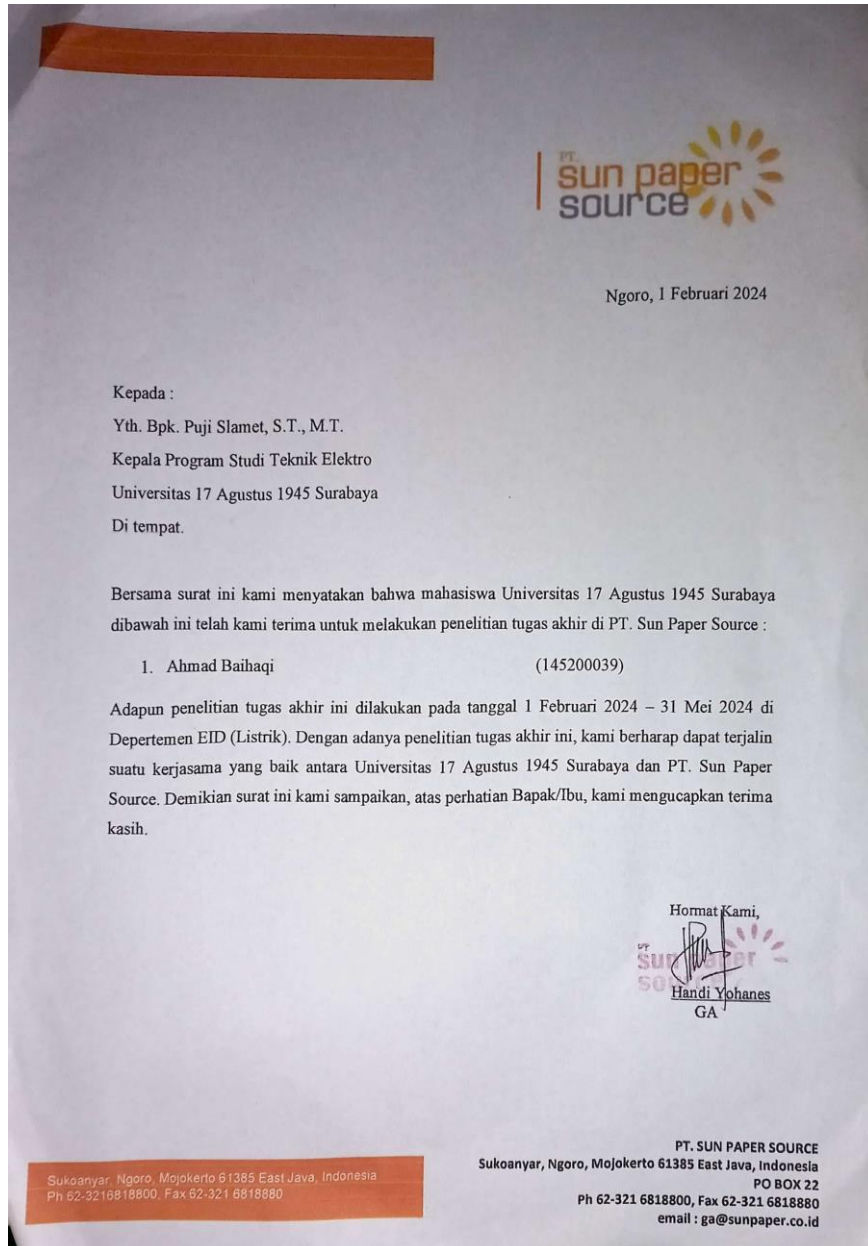 PT.
sun paper
source
Ngoro, 1 Februari 2024
Kepada :
Yth. Bpk. Puji Slamet, S.T., M.T.
Kepala Program Studi Teknik Elektro
Universitas 17 Agustus 1945 Surabaya
Di tempat.
Bersama surat ini kami menyatakan bahwa mahasiswa Universitas 17 Agustus 1945 Surabaya
dibawah ini telah kami terima untuk melakukan penelitian tugas akhir di PT. Sun Paper Source :
1. Ahmad Baihaqi (145200039)
Adapun penelitian tugas akhir ini dilakukan pada tanggal 1 Februari 2024 – 31 Mei 2024 di
Depertemen EID (Listrik). Dengan adanya penelitian tugas akhir ini, kami berharap dapat terjalin
suatu kerjasama yang baik antara Universitas 17 Agustus 1945 Surabaya dan PT. Sun Paper
Source. Demikian surat ini kami sampaikan, atas perhatian Bapak/Ibu, kami mengucapkan terima
kasih.
Hormat Kami,
PT
sun paper
source
Handi Yohanes
GA
Sukoanyar, Ngoro, Mojokerto 61385 East Java, Indonesia
Ph 62-3216818800, Fax 62-321 6818880
PT. SUN PAPER SOURCE
Sukoanyar, Ngoro, Mojokerto 61385 East Java, Indonesia
PO BOX 22
Ph 62-321 6818800, Fax 62-321 6818880
email : ga@sunpaper.co.id